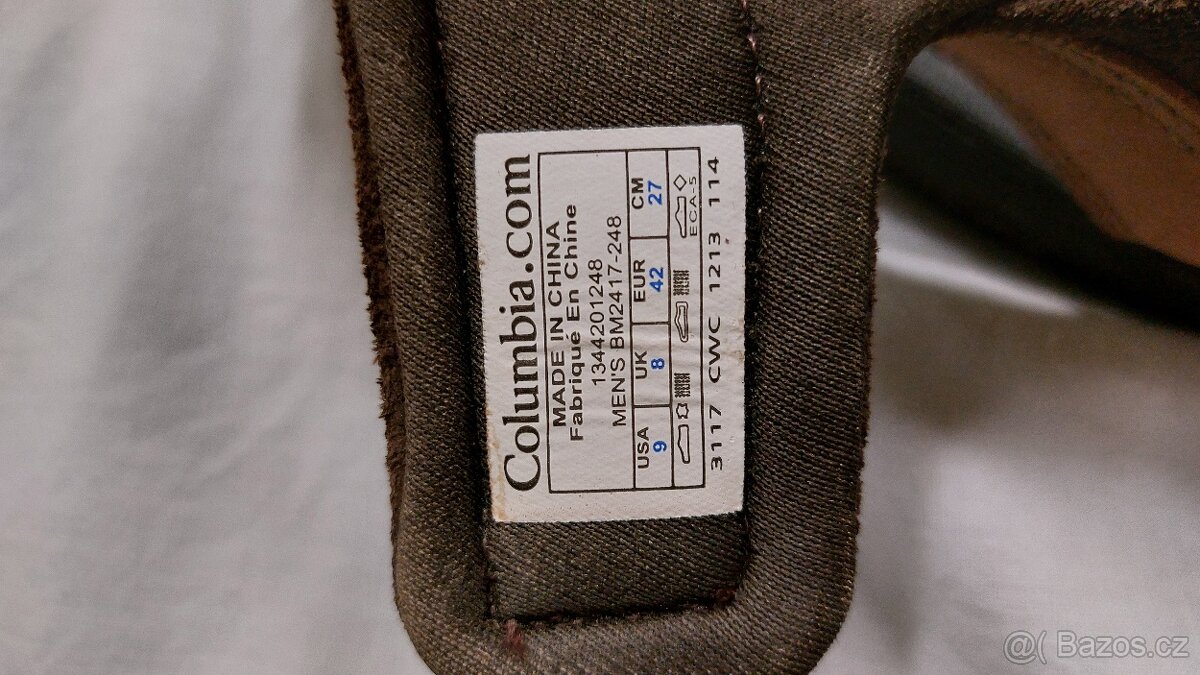 Columbia.com
MADE IN CHINA
Fabriqué En Chine
1344201248
MEN'S BM2417-248
USA UK EUR CM
9 8 42 27
ECA-5
3117 CWC 1213 114
@( Bazos.cz